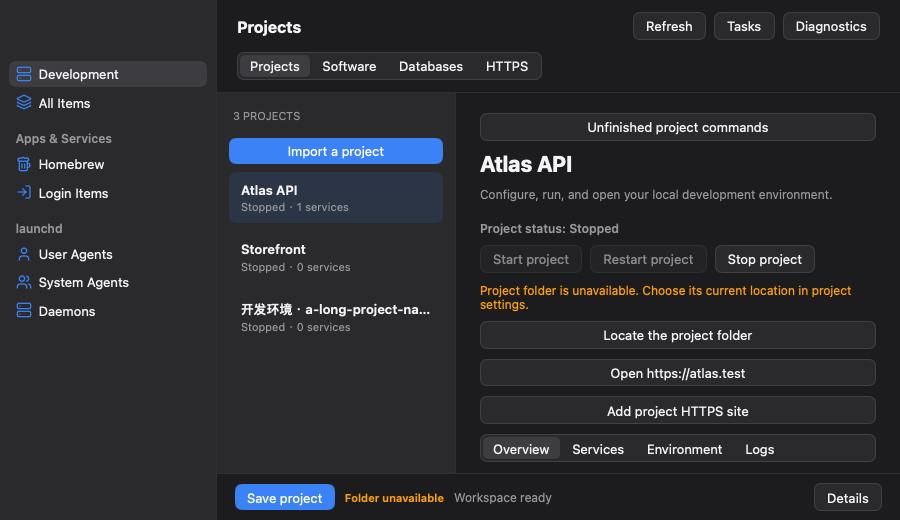 Development
All Items
Apps & Services
Homebrew
Login Items
launchd
User Agents
System Agents
Daemons
Projects
Refresh
Tasks
Diagnostics
Projects
Software
Databases
HTTPS
3 PROJECTS
Import a project
Atlas API
Stopped · 1 services
Storefront
Stopped · 0 services
开发环境 · a-long-project-na...
Stopped · 0 services
Unfinished project commands
Atlas API
Configure, run, and open your local development environment.
Project status: Stopped
Start project
Restart project
Stop project
Project folder is unavailable. Choose its current location in project
settings.
Locate the project folder
Open https://atlas.test
Add project HTTPS site
Overview
Services
Environment
Logs
Save project
Folder unavailable
Workspace ready
Details